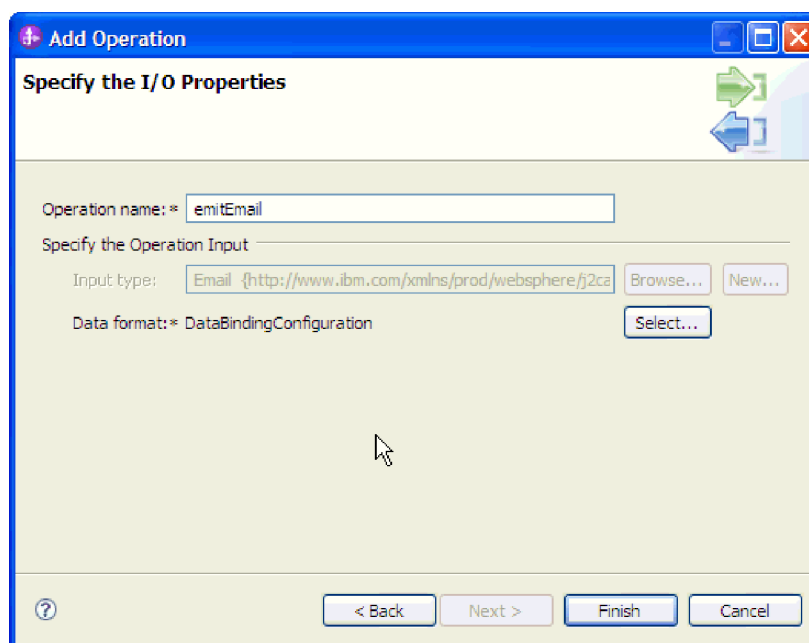 Add Operation
Specify the I/O Properties
Operation name:* emitEmail
Specify the Operation Input
Input type: Email {http://www.ibm.com/xmlns/prod/websphere/j2ca Browse... New...
Data format:* DataBindingConfiguration Select...
? < Back Next > Finish Cancel